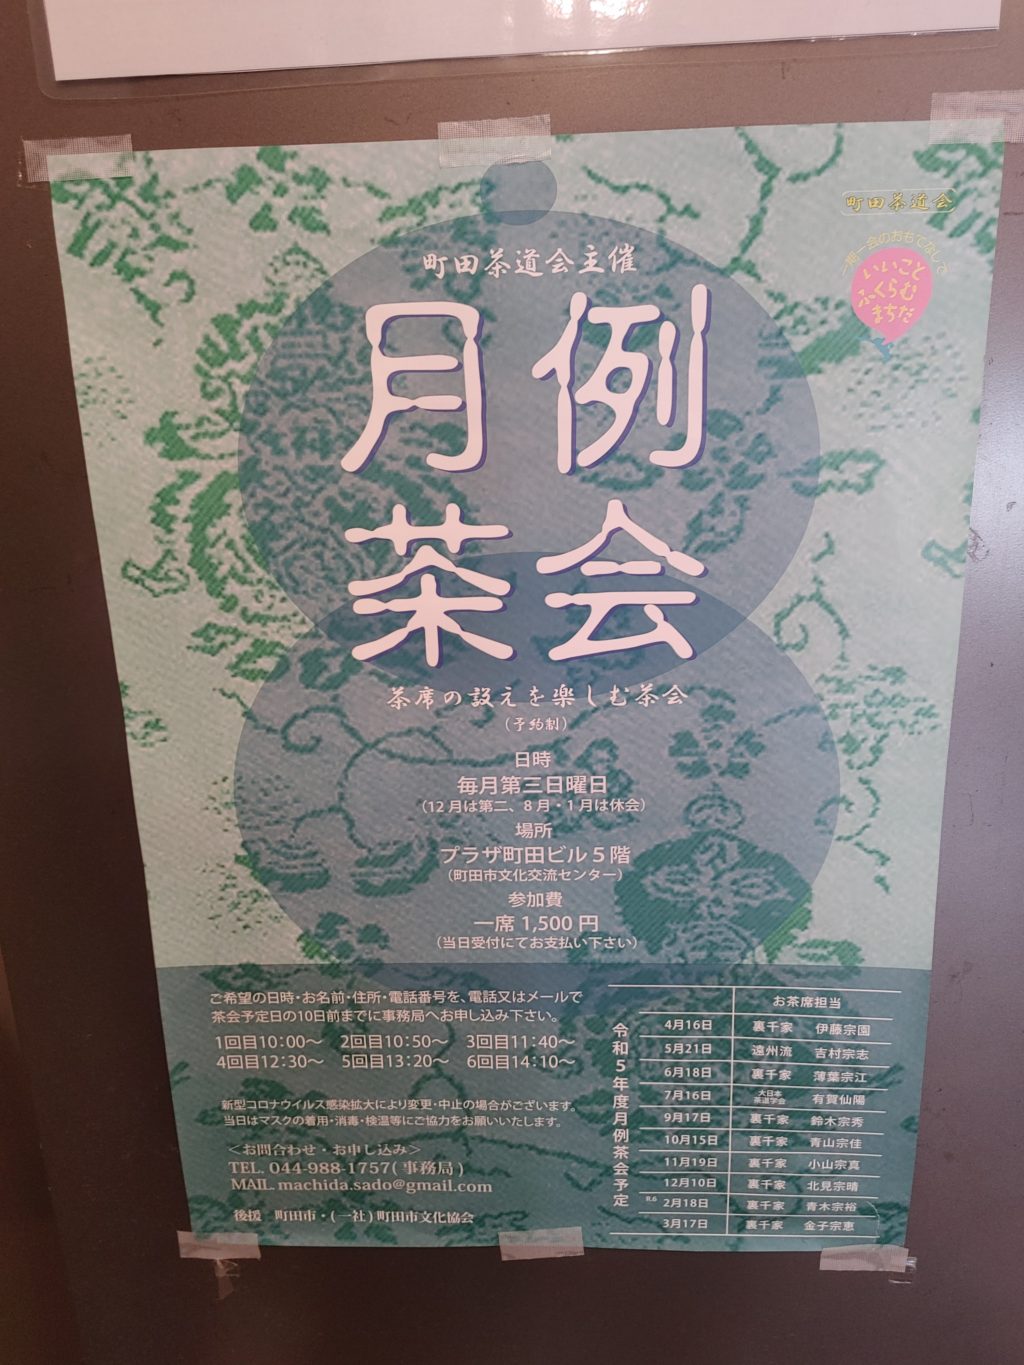 町田茶道会
一期一会のおもてなしで
いいこと
ふくらむ
まちだ
町田茶道会主催
月例
茶会
茶席の設えを楽しむ茶会
(予約制)
日時
毎月第三日曜日
(12月は第二、8月・1月は休会)
場所
プラザ町田ビル5階
(町田市文化交流センター)
参加費
一席 1,500 円
(当日受付にてお支払い下さい)
ご希望の日時・お名前・住所・電話番号を、電話又はメールで
茶会予定日の10日前までに事務局へお申し込み下さい。
1回目10:00〜 2回目10:50〜 3回目11:40〜
4回目12:30〜 5回目13:20〜 6回目14:10〜
新型コロナウイルス感染拡大により変更・中止の場合がございます。
当日はマスクの着用・消毒・検温等にご協力をお願いいたします。
<お問合わせ・お申し込み>
TEL. 044-988-1757(事務局)
MAIL. machida.sado@gmail.com
後援 町田市・(一社)町田市文化協会
令和5年度月例茶会予定
お茶席担当
4月16日 裏千家 伊藤宗園
5月21日 遠州流 吉村宗志
6月18日 裏千家 薄葉宗江
7月16日 大日本茶道学会 有賀仙陽
9月17日 裏千家 鈴木宗秀
10月15日 裏千家 青山宗佳
11月19日 裏千家 小山宗真
12月10日 裏千家 北見宗晴
R.6 2月18日 裏千家 青木宗裕
3月17日 裏千家 金子宗恵